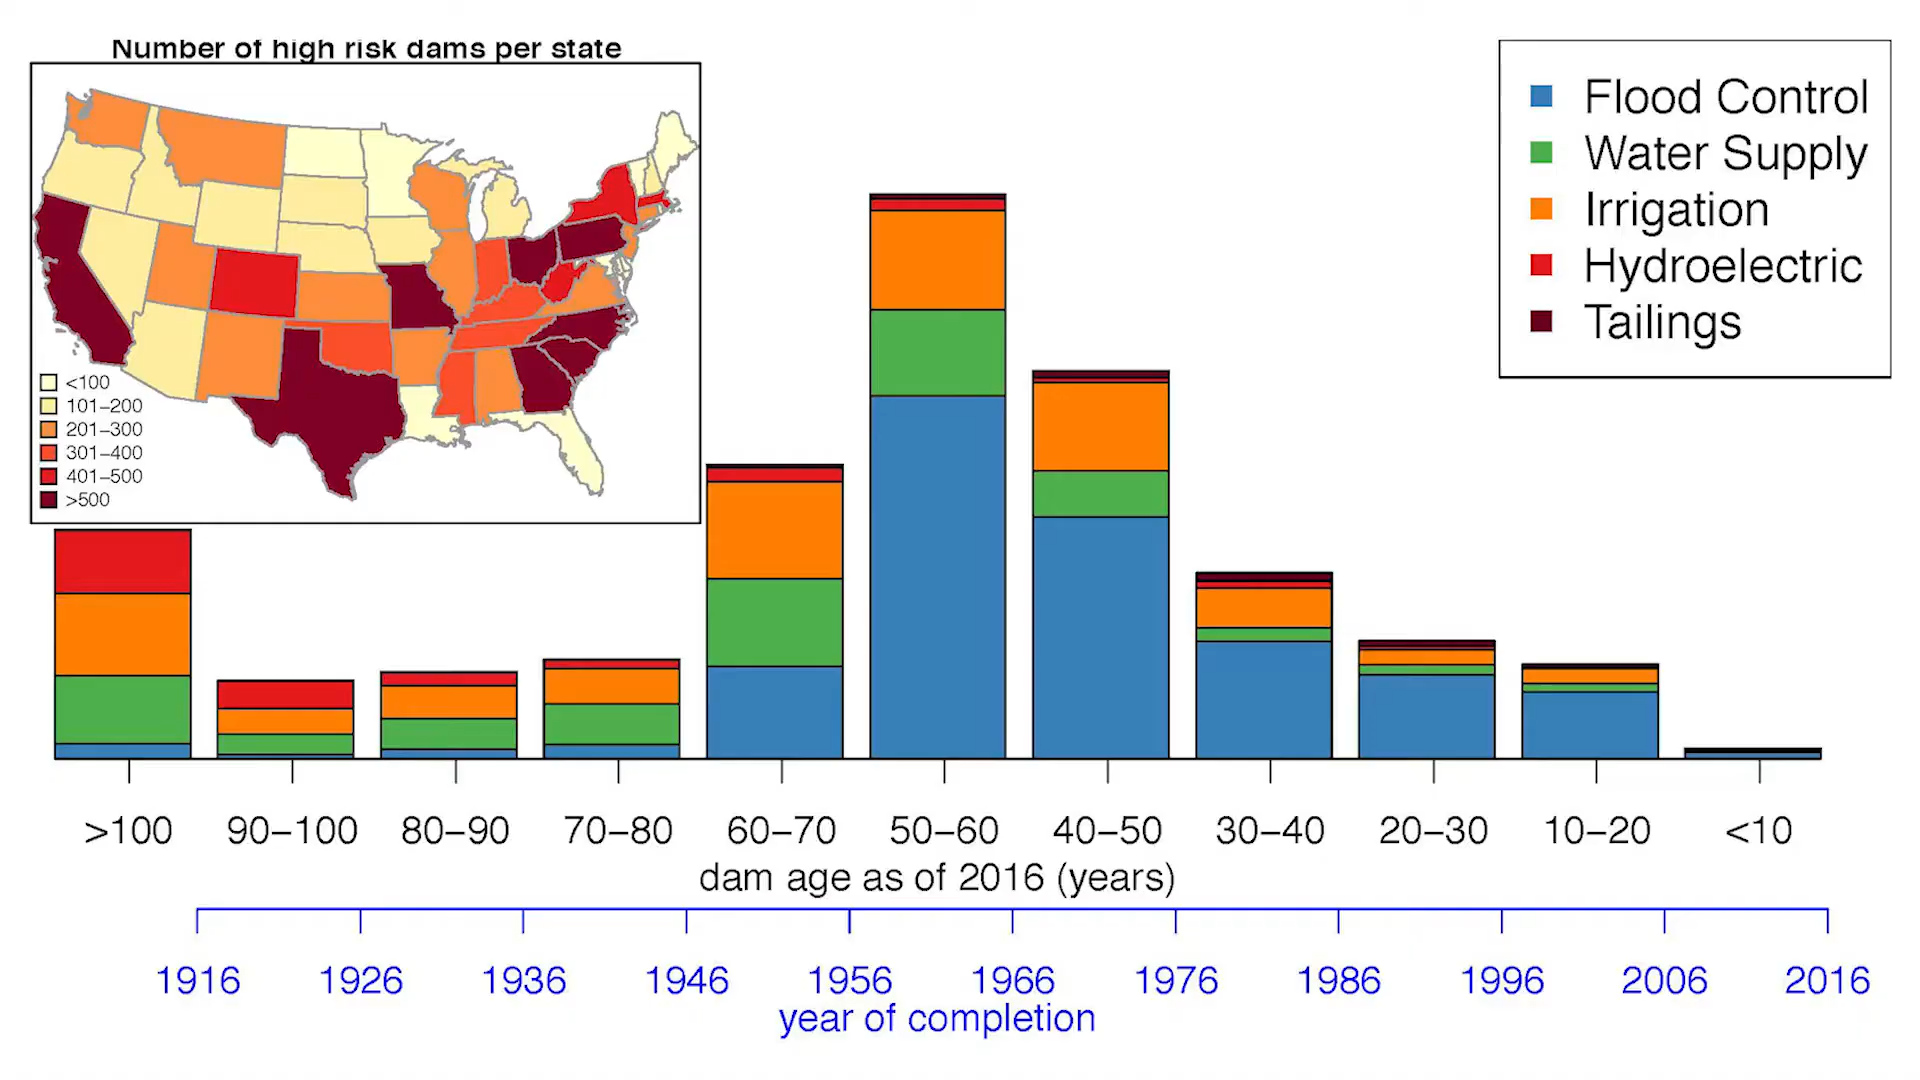 Number of high risk dams per state
<100
101–200
201–300
301–400
401–500
>500
Flood Control
Water Supply
Irrigation
Hydroelectric
Tailings
>100 90–100 80–90 70–80 60–70 50–60 40–50 30–40 20–30 10–20 <10
dam age as of 2016 (years)
1916 1926 1936 1946 1956 1966 1976 1986 1996 2006 2016
year of completion